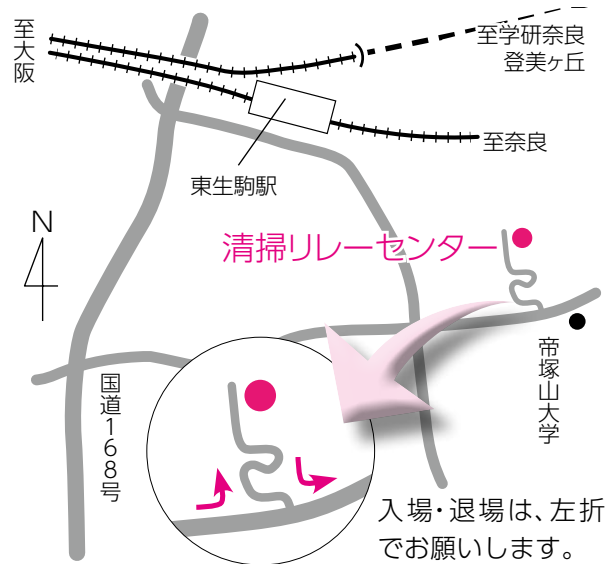 至大阪
至学研奈良
登美ヶ丘
至奈良
東生駒駅
N
清掃リレーセンター
帝塚山大学
国道168号
入場・退場は、左折
でお願いします。